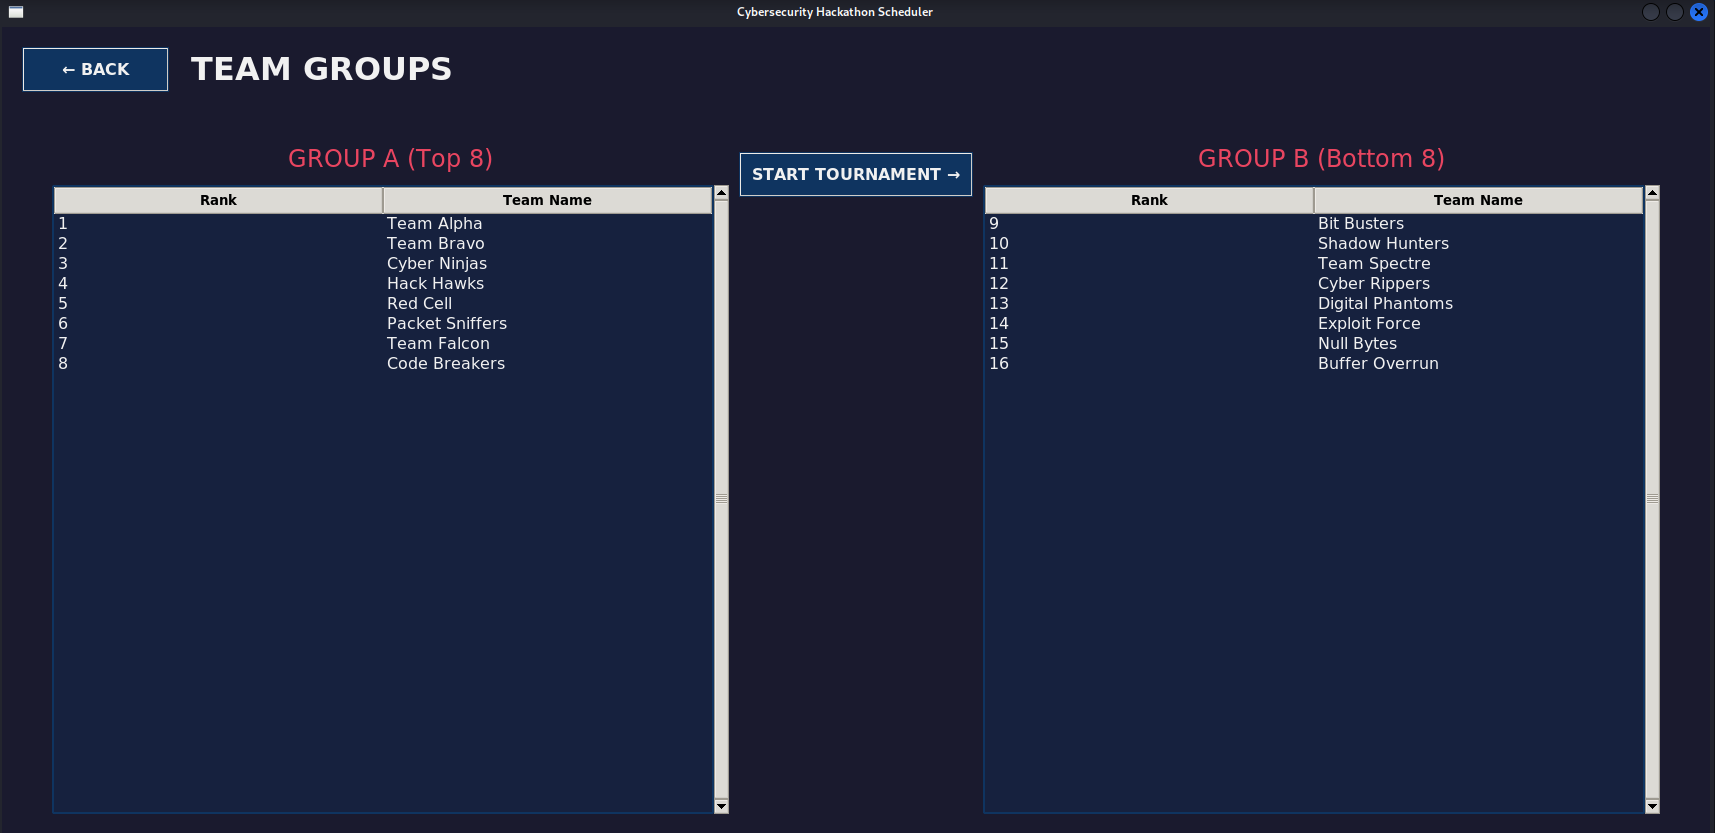 Cybersecurity Hackathon Scheduler
← BACK
TEAM GROUPS
GROUP A (Top 8)
Rank Team Name
1 Team Alpha
2 Team Bravo
3 Cyber Ninjas
4 Hack Hawks
5 Red Cell
6 Packet Sniffers
7 Team Falcon
8 Code Breakers
START TOURNAMENT →
GROUP B (Bottom 8)
Rank Team Name
9 Bit Busters
10 Shadow Hunters
11 Team Spectre
12 Cyber Rippers
13 Digital Phantoms
14 Exploit Force
15 Null Bytes
16 Buffer Overrun